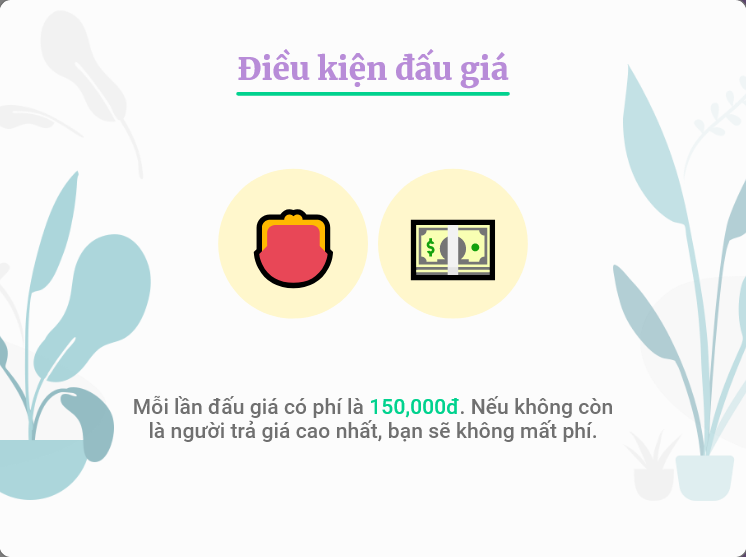 Điều kiện đấu giá
Mỗi lần đấu giá có phí là 150,000đ. Nếu không còn
là người trả giá cao nhất, bạn sẽ không mất phí.